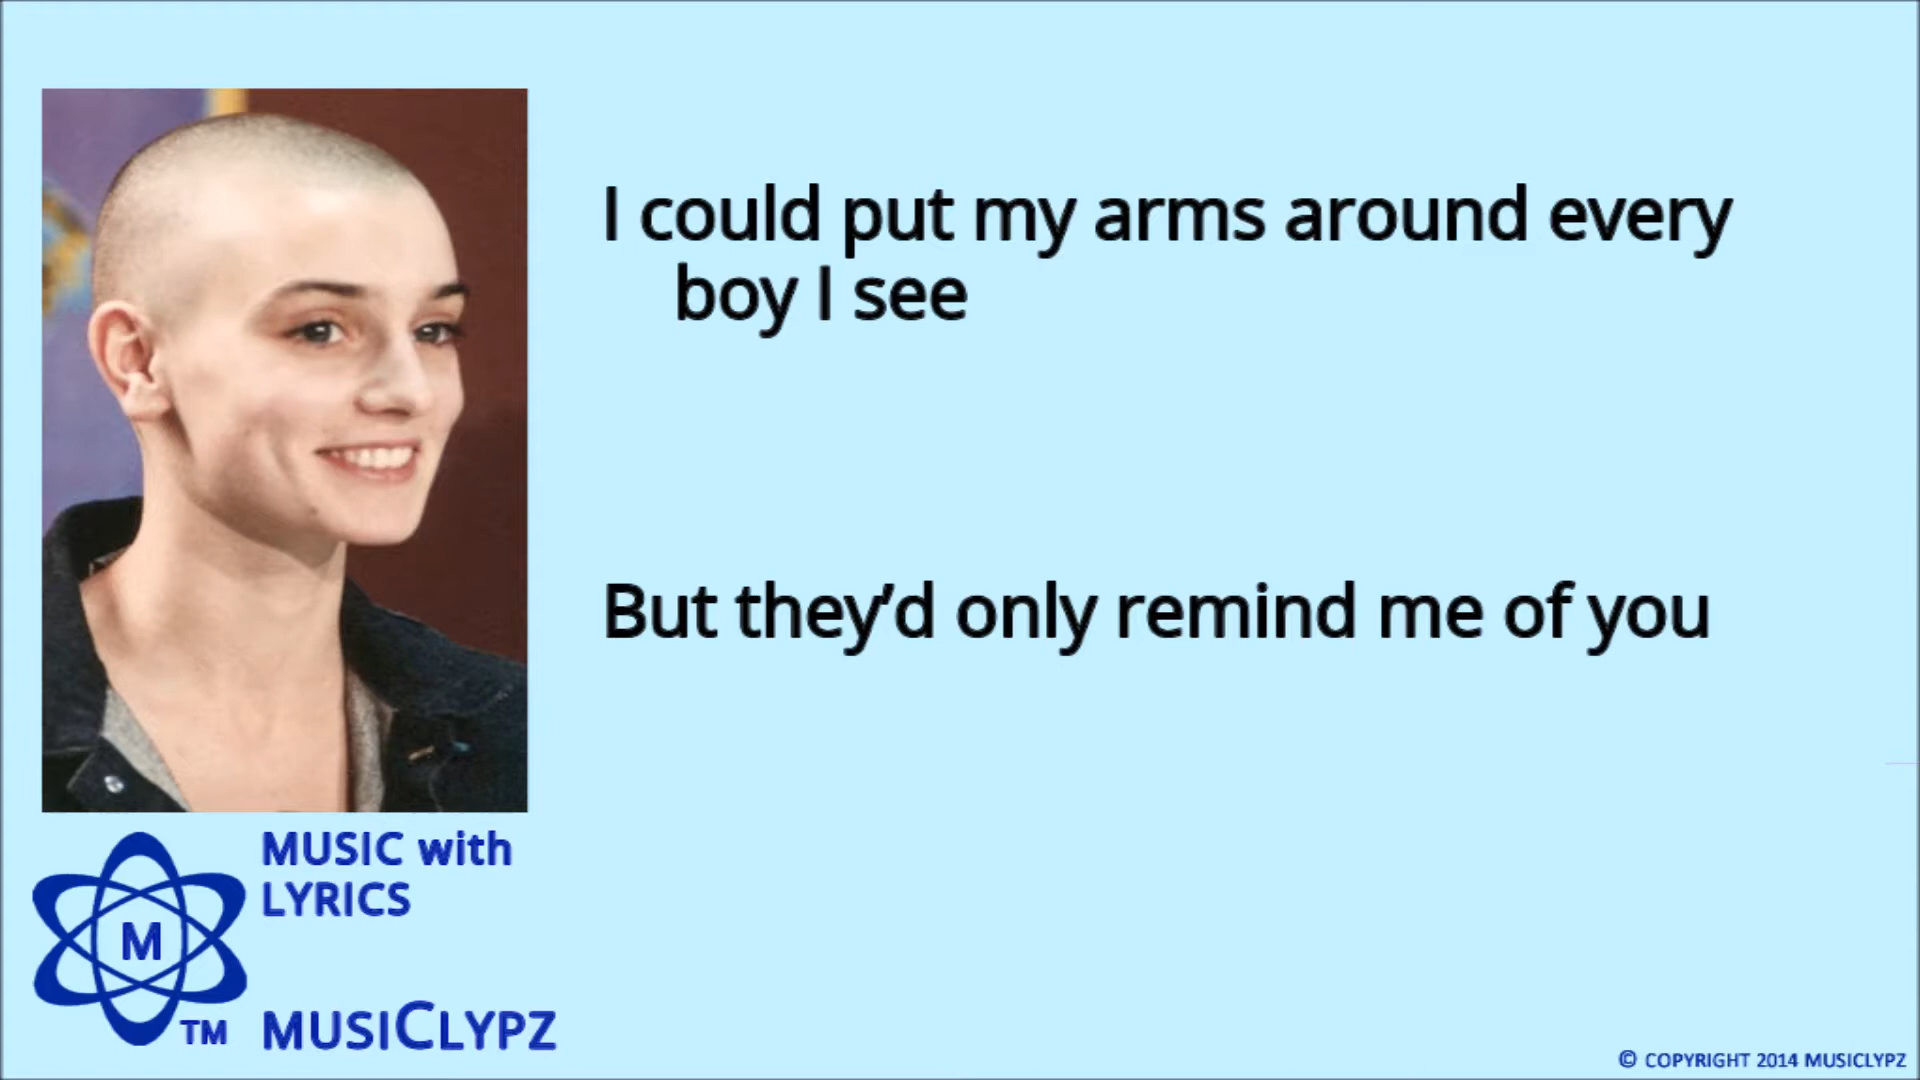 I could put my arms around every
boy I see
But they’d only remind me of you
MUSIC with
LYRICS
M
TM
MUSICLYPZ
© COPYRIGHT 2014 MUSICLYPZ